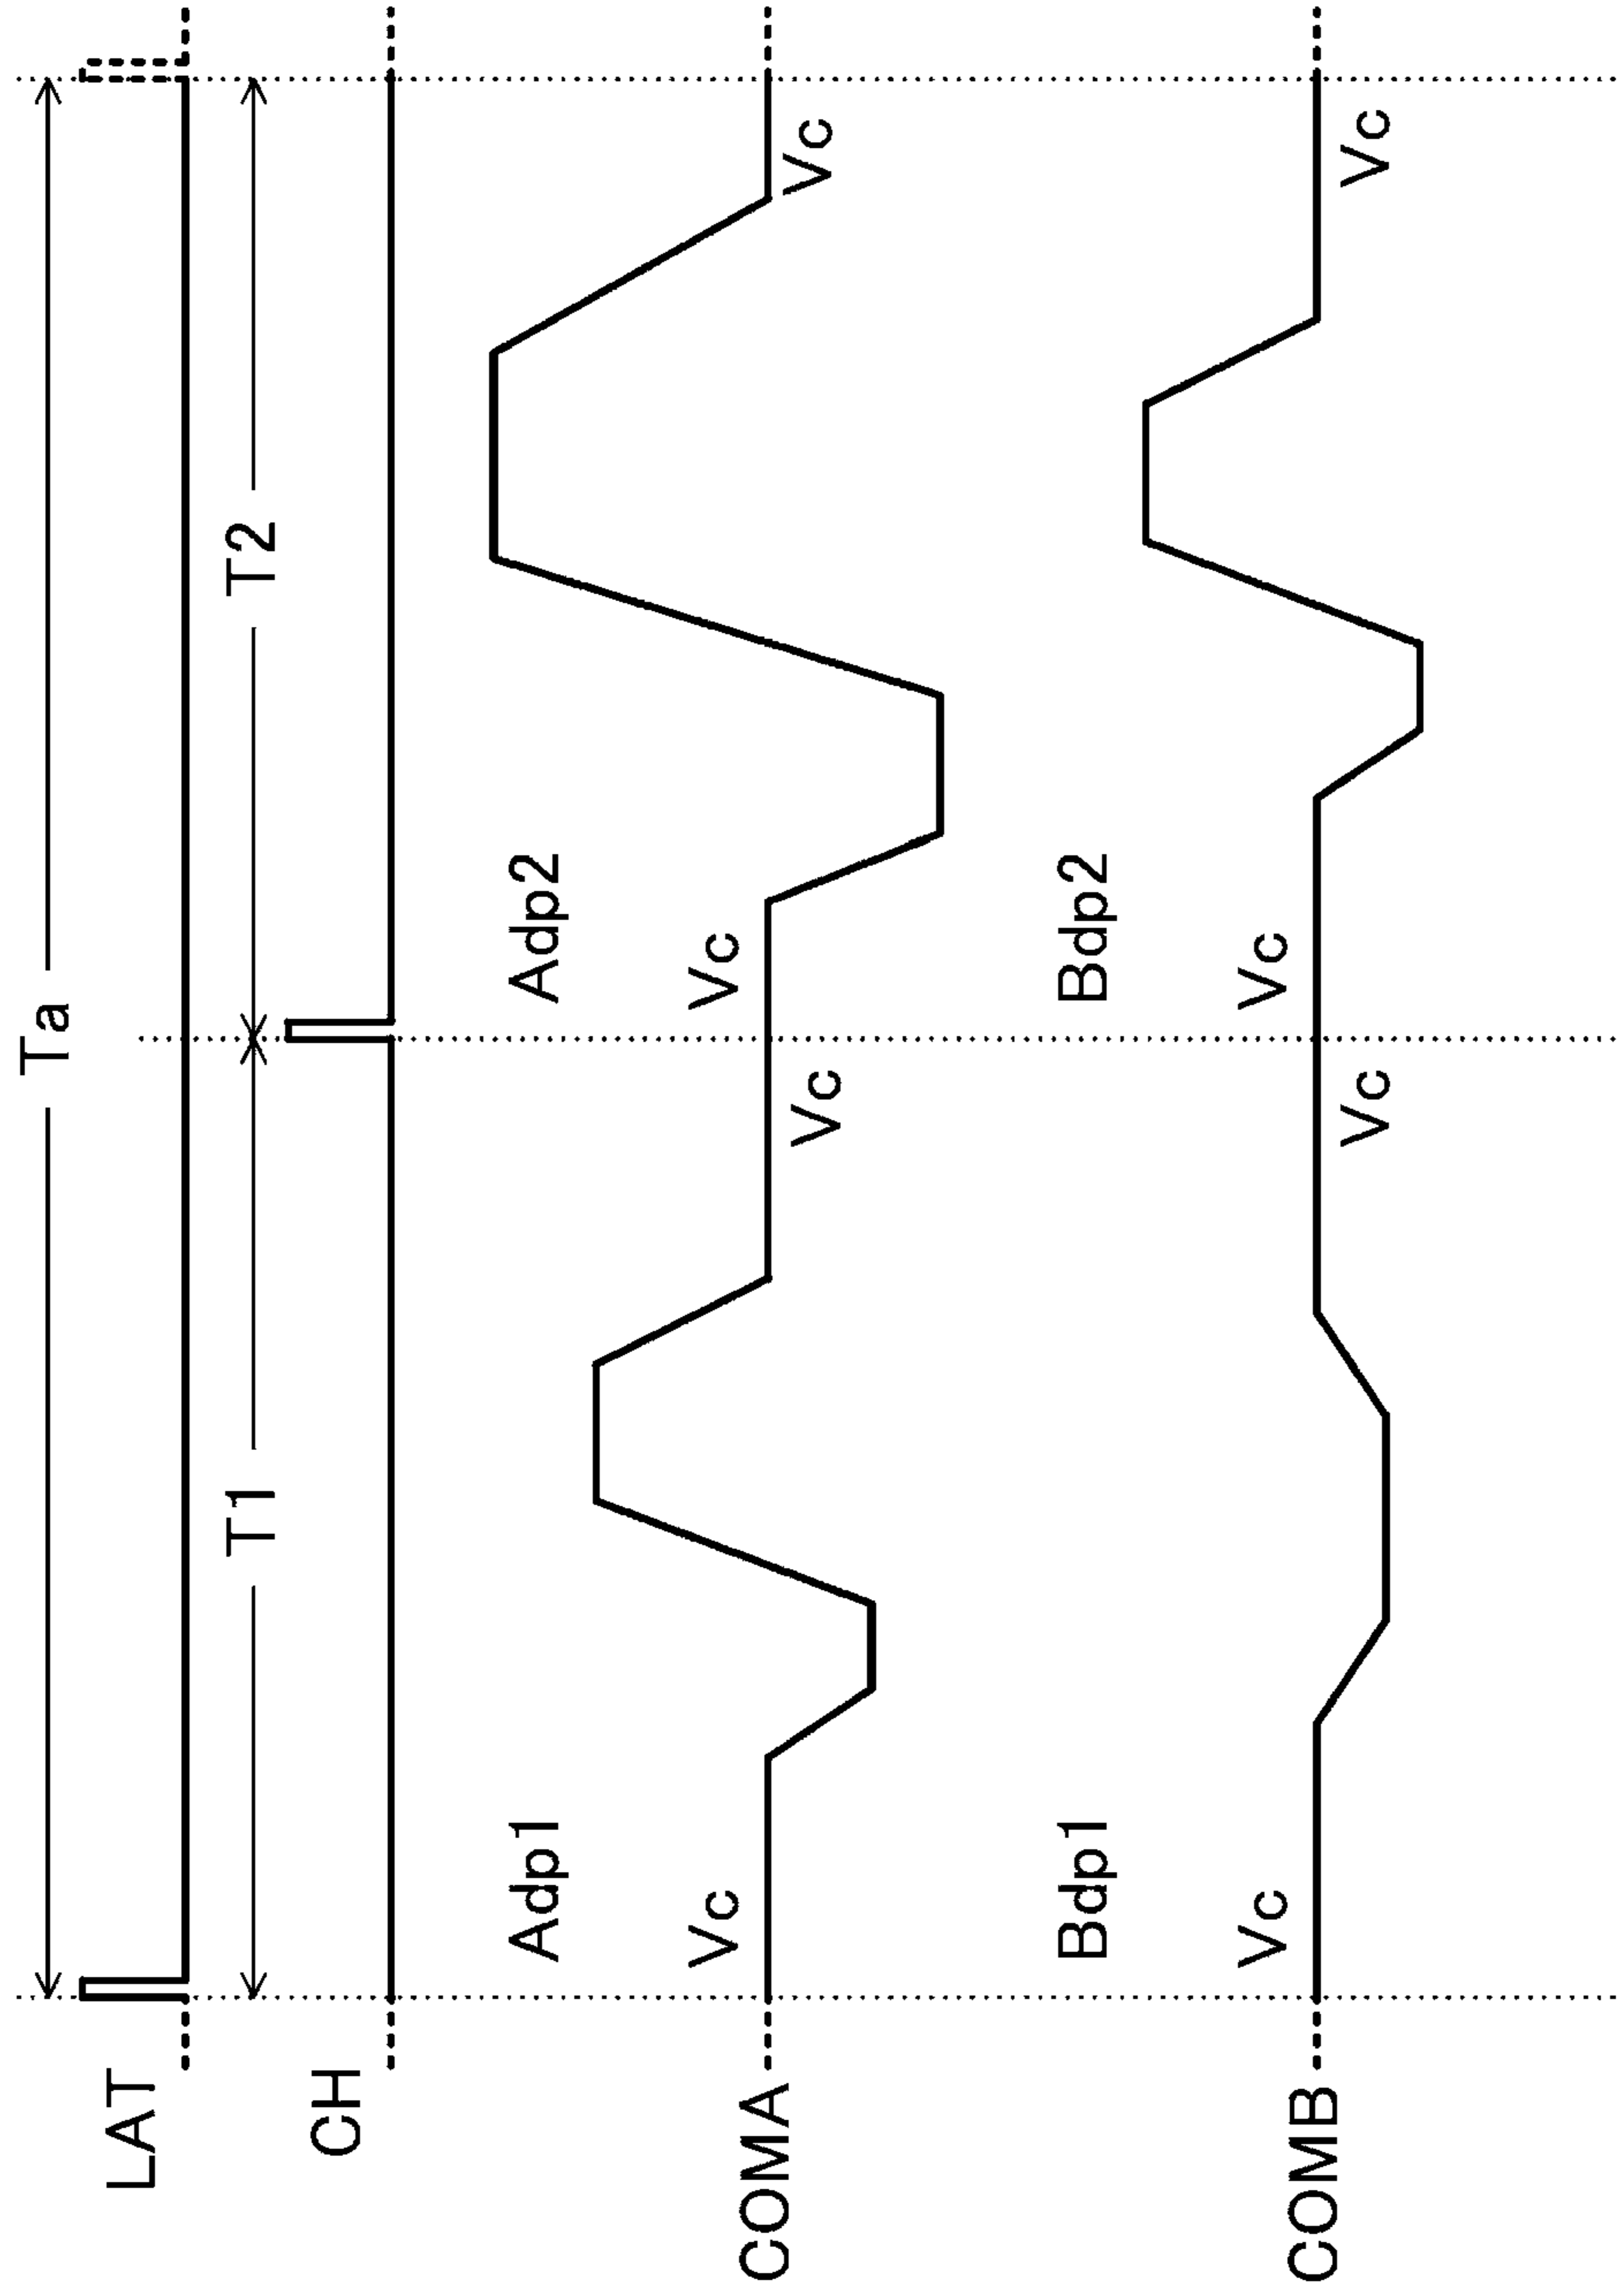 Ta
LAT
T1 T2
CH
Adp1 Adp2
Vc Vc
COMA
Vc Vc
Bdp1 Bdp2
Vc Vc
COMB
Vc Vc